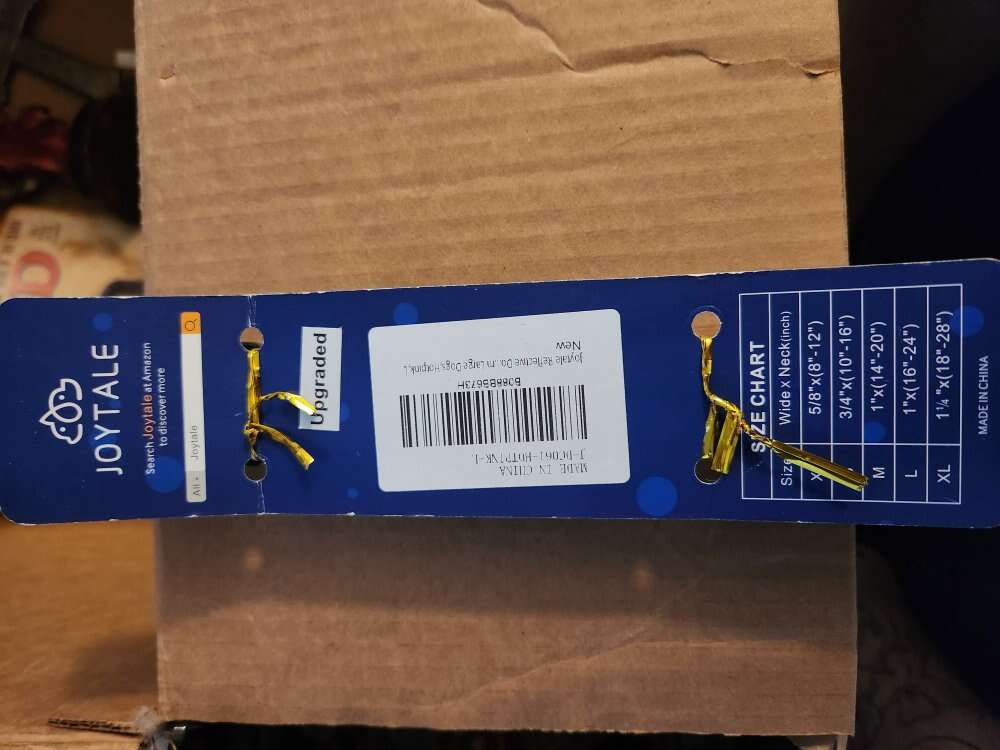 JOYTALE
Search Joytale at Amazon
to discover more
All Joytale
Upgraded
MADE IN CHINA
Joytale Reflective Do... m Large Dogs,Hotpink,L
New
SIZE CHART
Wide x Neck(inch)
5/8"x(8"-12")
3/4"x(10"-16")
M 1"x(14"-20")
L 1"x(16"-24")
XL 1¼"x(18"-28")
MADE IN CHINA